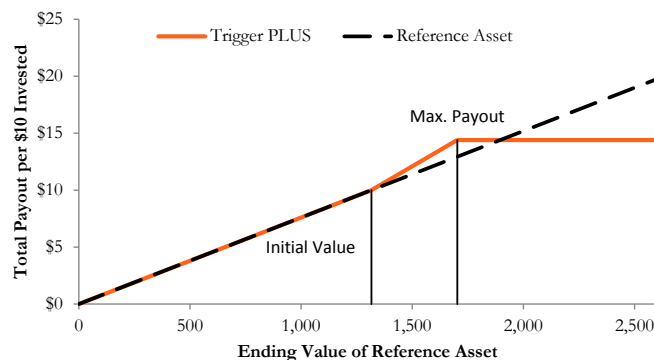 $25
Trigger PLUS
Reference Asset
$20
Max. Payout
$15
$10
Initial Value
$5
$0
0
500
1,000
1,500
2,000
2,500
Total Payout per $10 Invested
Ending Value of Reference Asset